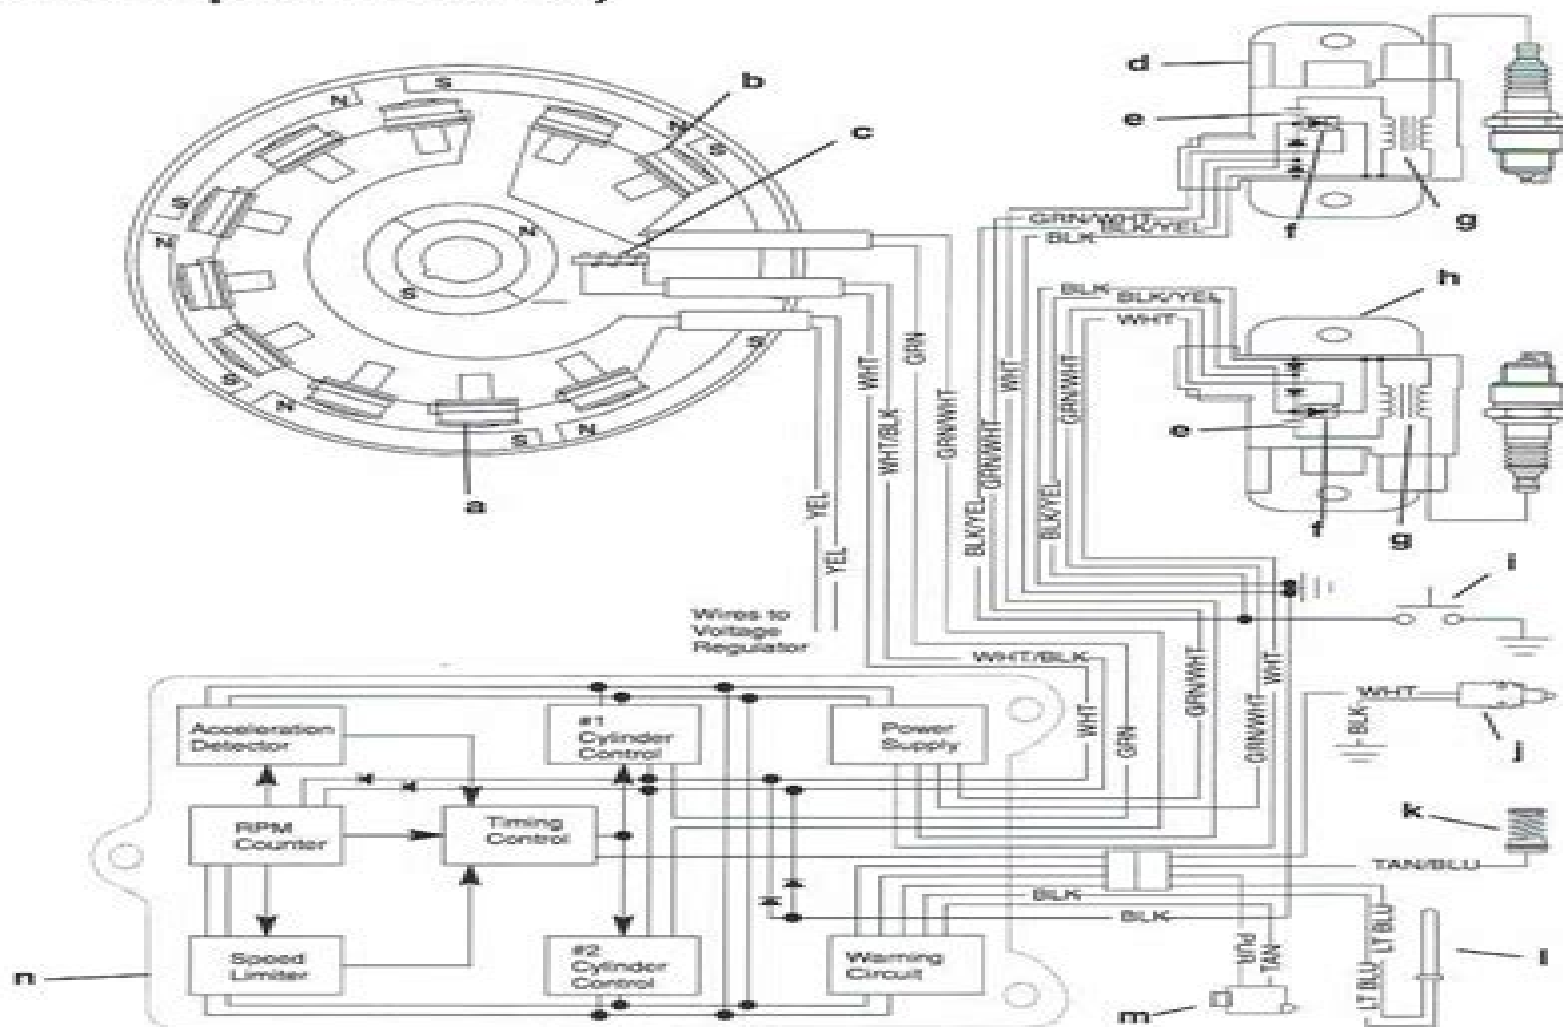 b
c
a
d
e
f
g
h
e
f
g
N
S
N
S
S
N
S
N
S
N
S
N
S
N
S
GRN/WHT
BLK/YEL
BLK
BLK
BLK/YEL
WHT
WHT
GRN
WHT/BLK
GRN/WHT
WHT
GRN/WHT
BLK/YEL
GRN/WHT
BLK/YEL
YEL
YEL
Wires to
Voltage
Regulator
WHT/BLK
WHT
GRN
GRN/WHT
WHT
GRN/WHT
WHT
BLK
j
k
TAN/BLU
BLK
BLK
PUR
TAN
LT BLU
LT BLU
m
n
Acceleration
Detector
#1
Cylinder
Control
Power
Supply
RPM
Counter
Timing
Control
Speed
Limiter
#2
Cylinder
Control
Warning
Circuit